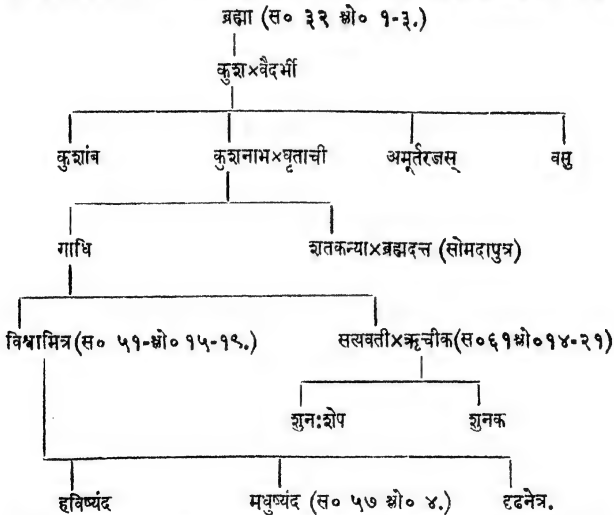 ब्रह्मा (स० ३२ श्लो० १-३.)
कुश×वैदर्भी
कुशांब कुशनाभ×घृताची अमूर्तरजस् वसु
गाधि शतकन्या×ब्रह्मदत्त (सोमदापुत्र)
विश्वामित्र (स० ५१-श्लो० १५-१९.) सत्यवती×ऋचीक(स०६१श्लो०१४-२१)
शुन:शेप शुनक
हविष्यंद मधुष्यंद (स० ५७ श्लो० ४.) दृढनेत्र.